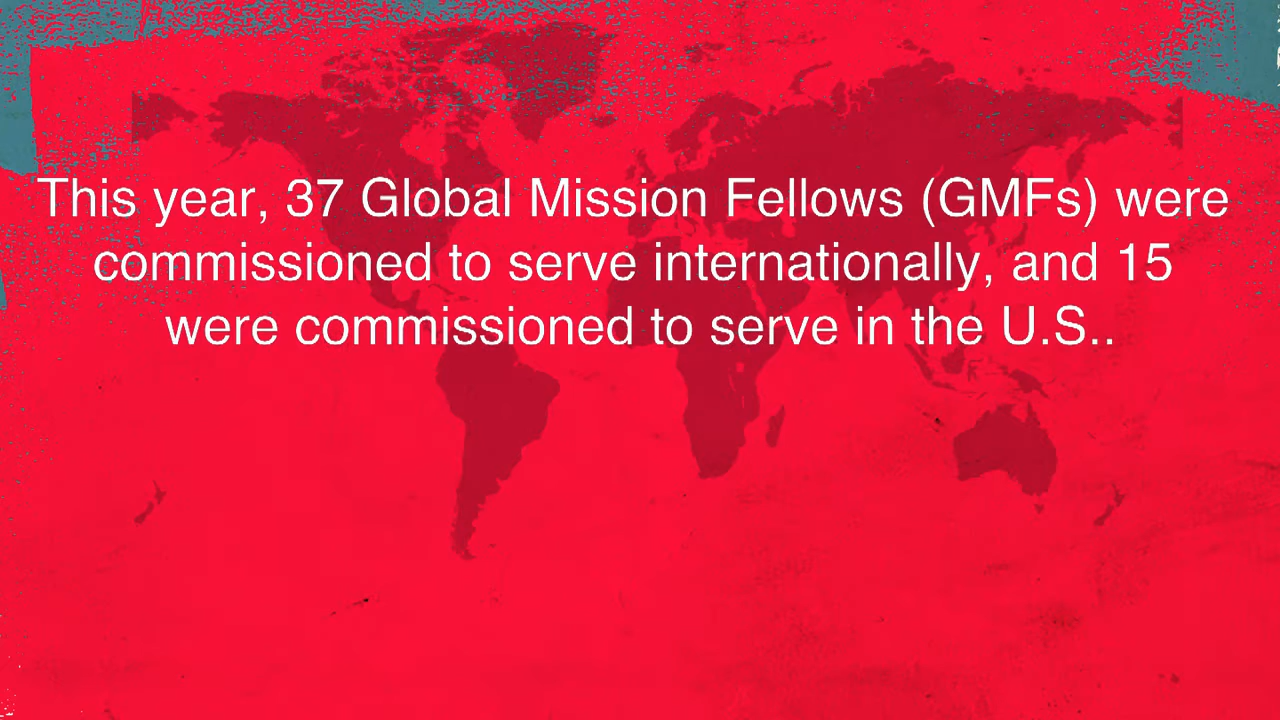 This year, 37 Global Mission Fellows (GMFs) were
commissioned to serve internationally, and 15
were commissioned to serve in the U.S..